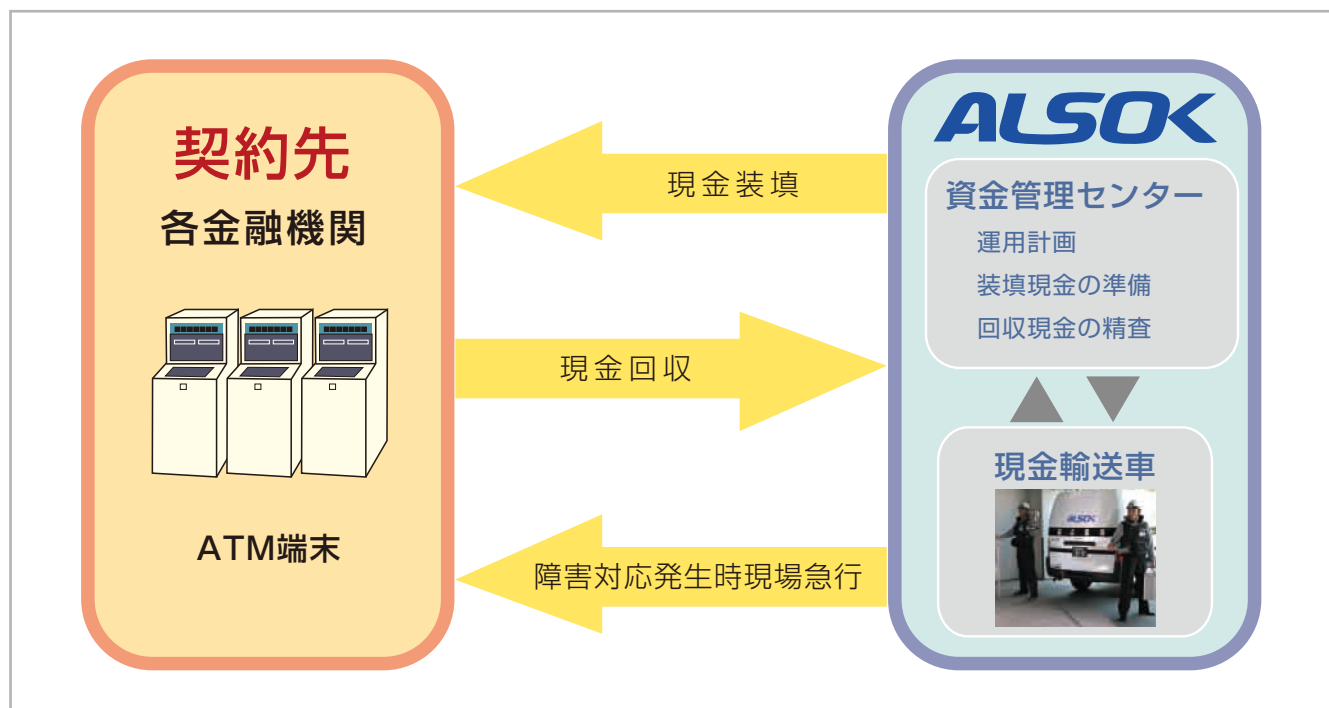 契約先
各金融機関
ATM端末
現金装填
現金回収
障害対応発生時現場急行
ALSOK
資金管理センター
運用計画
装填現金の準備
回収現金の精査
現金輸送車
ALSOK